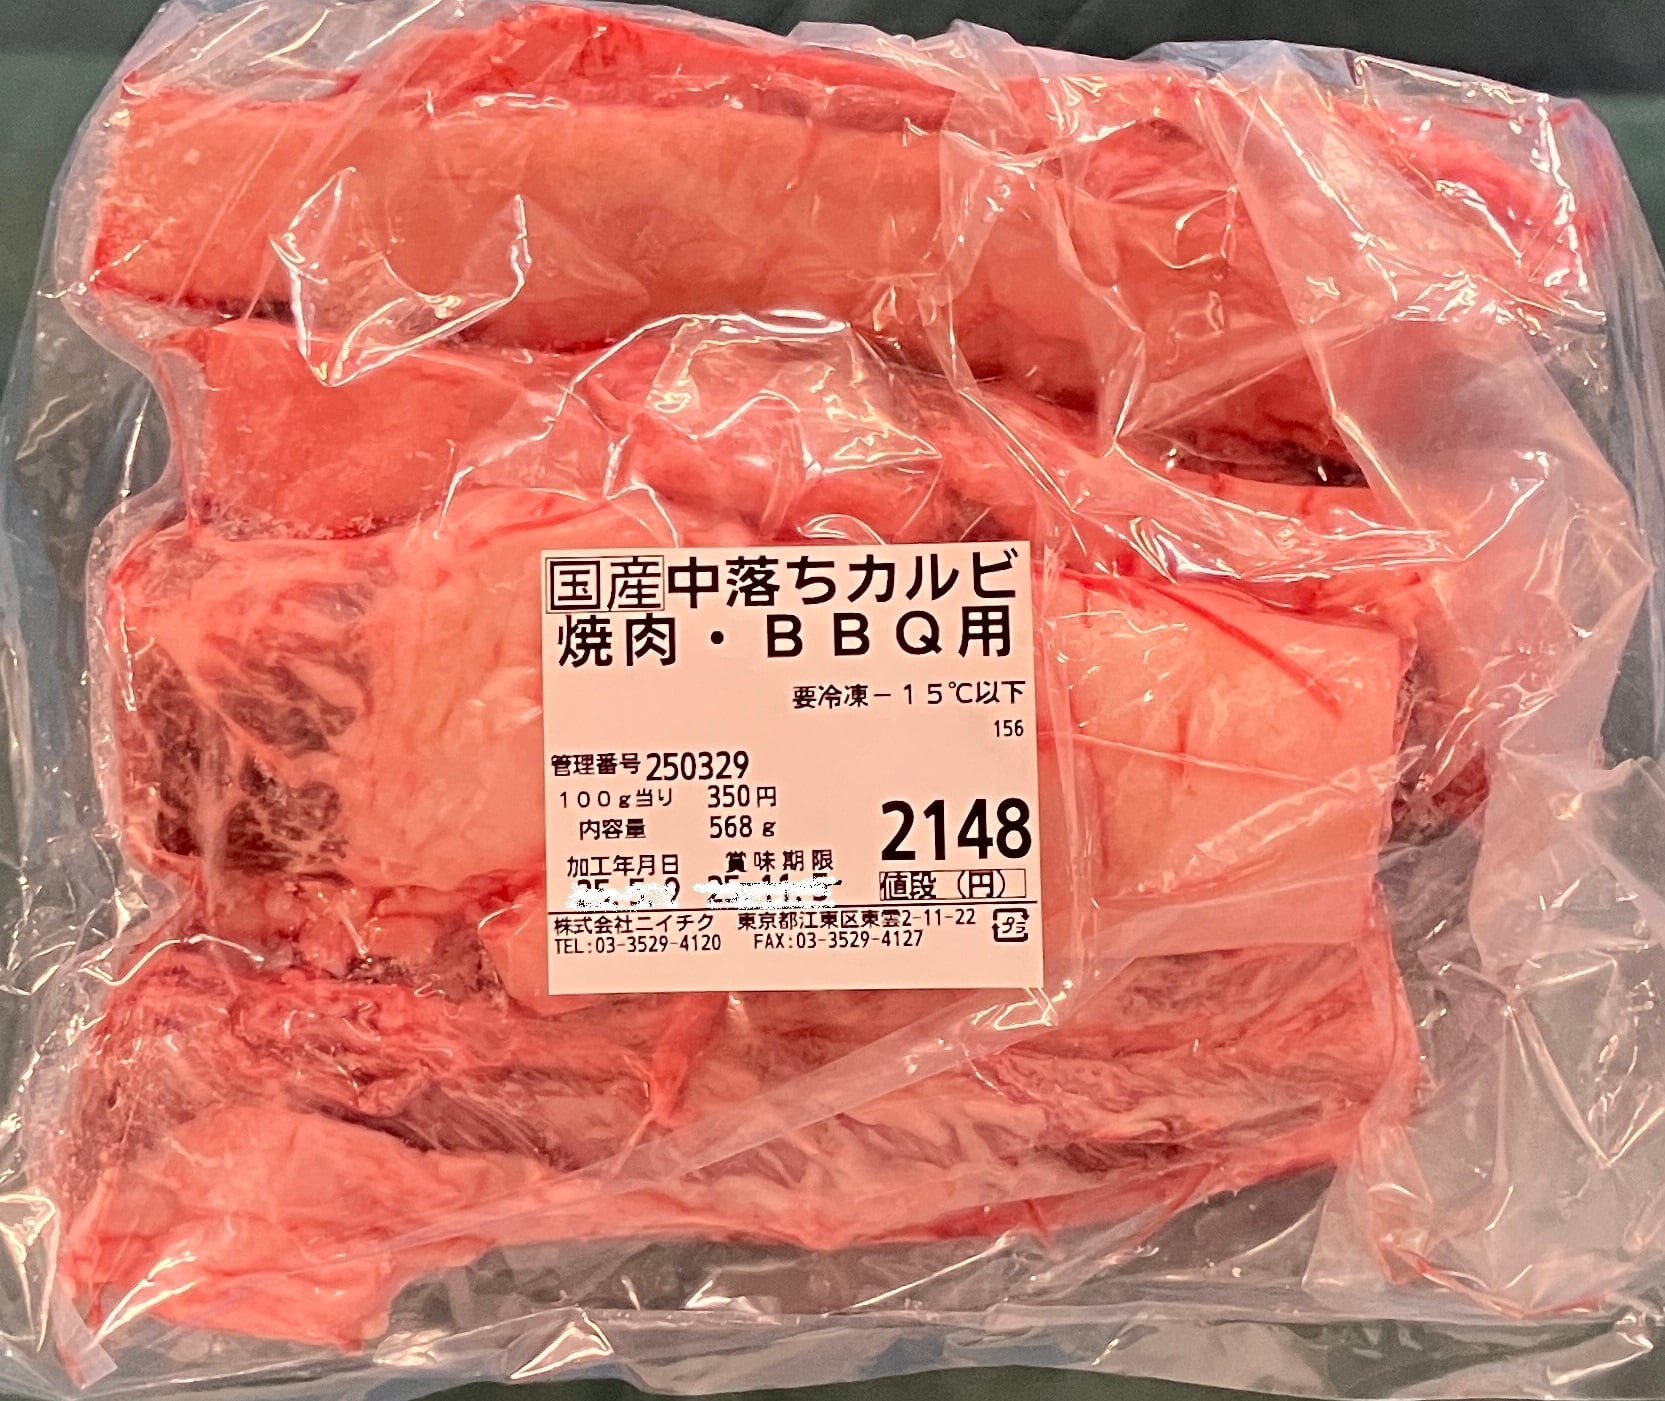 国産中落ちカルビ
焼肉・ＢＢＱ用
要冷凍－１５℃以下
156
管理番号250329
１００ｇ当り 350円
内容量 568ｇ
2148
加工年月日 賞味期限
値段（円）
株式会社ニイチク 東京都江東区東雲2-11-22
TEL:03-3529-4120 FAX:03-3529-4127
プラ